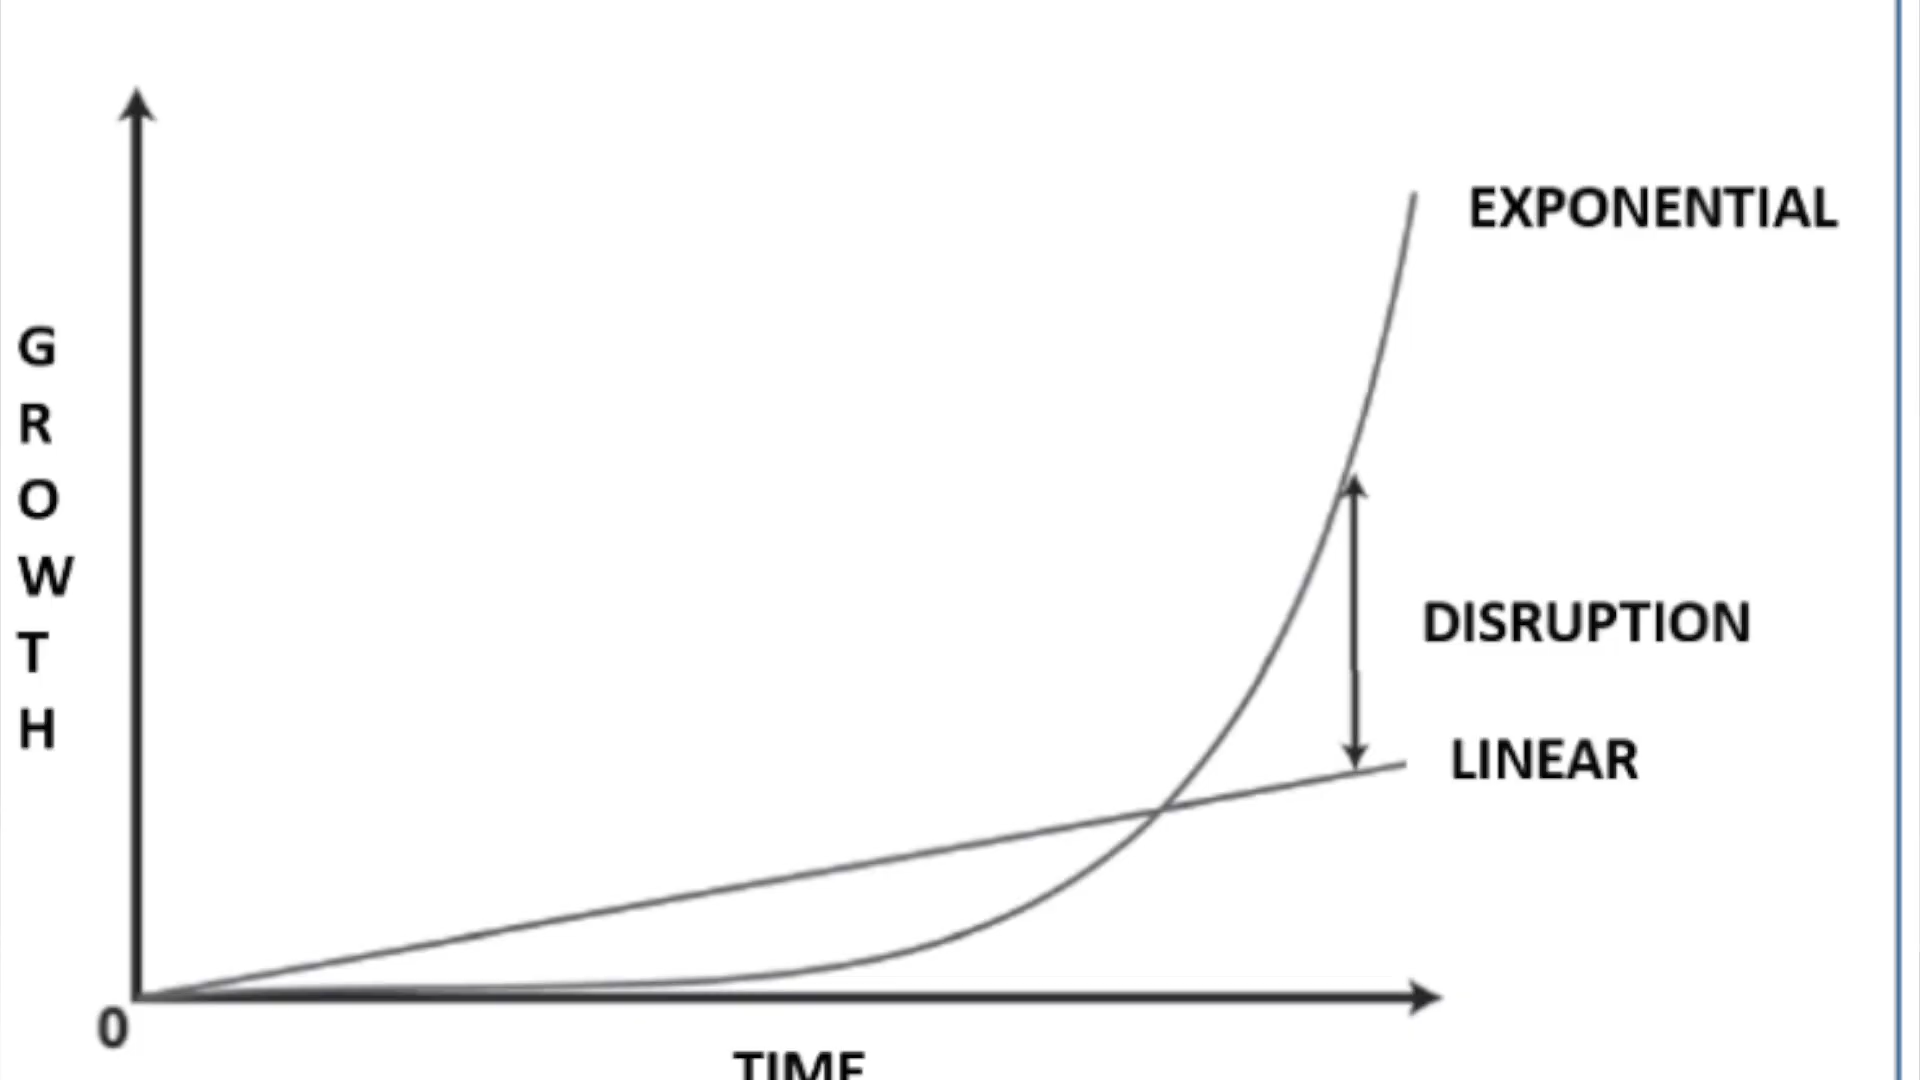 EXPONENTIAL
G
R
O
W
T
H
DISRUPTION
LINEAR
0
TIME